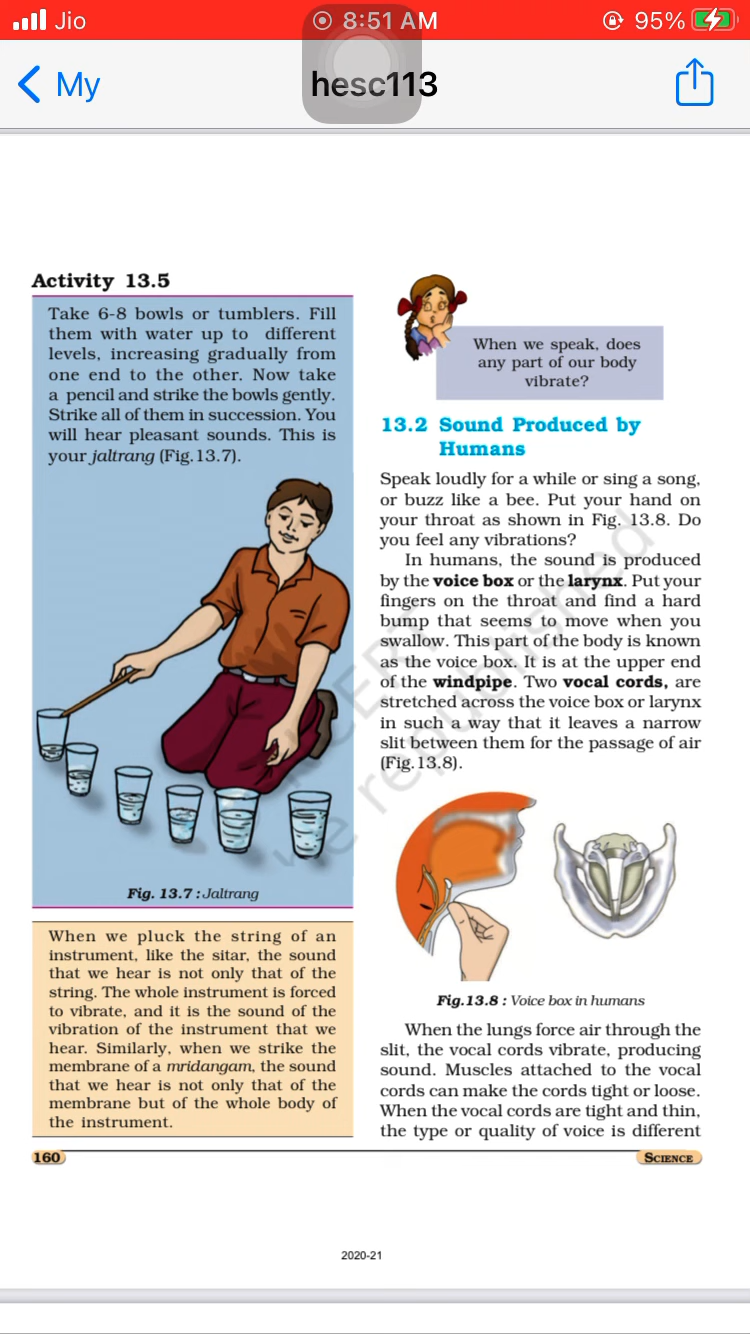 Jio
8:51 AM
95%
My
hesc113
Activity 13.5
Take 6-8 bowls or tumblers. Fill
them with water up to different
levels, increasing gradually from
one end to the other. Now take
a pencil and strike the bowls gently.
Strike all of them in succession. You
will hear pleasant sounds. This is
your jaltrang (Fig.13.7).
Fig. 13.7 : Jaltrang
When we pluck the string of an
instrument, like the sitar, the sound
that we hear is not only that of the
string. The whole instrument is forced
to vibrate, and it is the sound of the
vibration of the instrument that we
hear. Similarly, when we strike the
membrane of a mridangam, the sound
that we hear is not only that of the
membrane but of the whole body of
the instrument.
When we speak, does
any part of our body
vibrate?
13.2 Sound Produced by
Humans
Speak loudly for a while or sing a song,
or buzz like a bee. Put your hand on
your throat as shown in Fig. 13.8. Do
you feel any vibrations?
In humans, the sound is produced
by the voice box or the larynx. Put your
fingers on the throat and find a hard
bump that seems to move when you
swallow. This part of the body is known
as the voice box. It is at the upper end
of the windpipe. Two vocal cords, are
stretched across the voice box or larynx
in such a way that it leaves a narrow
slit between them for the passage of air
(Fig.13.8).
Fig.13.8 : Voice box in humans
When the lungs force air through the
slit, the vocal cords vibrate, producing
sound. Muscles attached to the vocal
cords can make the cords tight or loose.
When the vocal cords are tight and thin,
the type or quality of voice is different
160
SCIENCE
2020-21